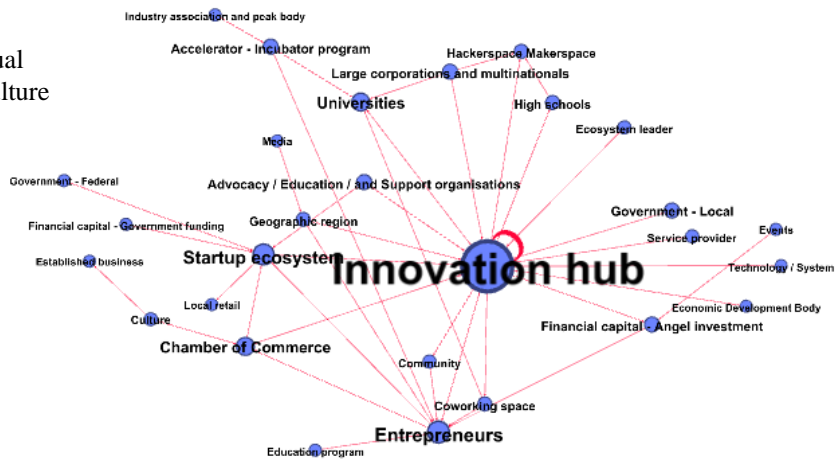 Industry association and peak body
Accelerator - Incubator program
ual
lture
Hackerspace Makerspace
Large corporations and multinationals
Universities
High schools
Ecosystem leader
Media
Government - Federal
Advocacy / Education / and Support organisations
Geographic region
Government - Local
Financial capital - Government funding
Events
Service provider
Established business
Startup ecosystem
Innovation hub
Technology / System
Local retail
Economic Development Body
Culture
Financial capital - Angel investment
Chamber of Commerce
Community
Coworking space
Entrepreneurs
Education program